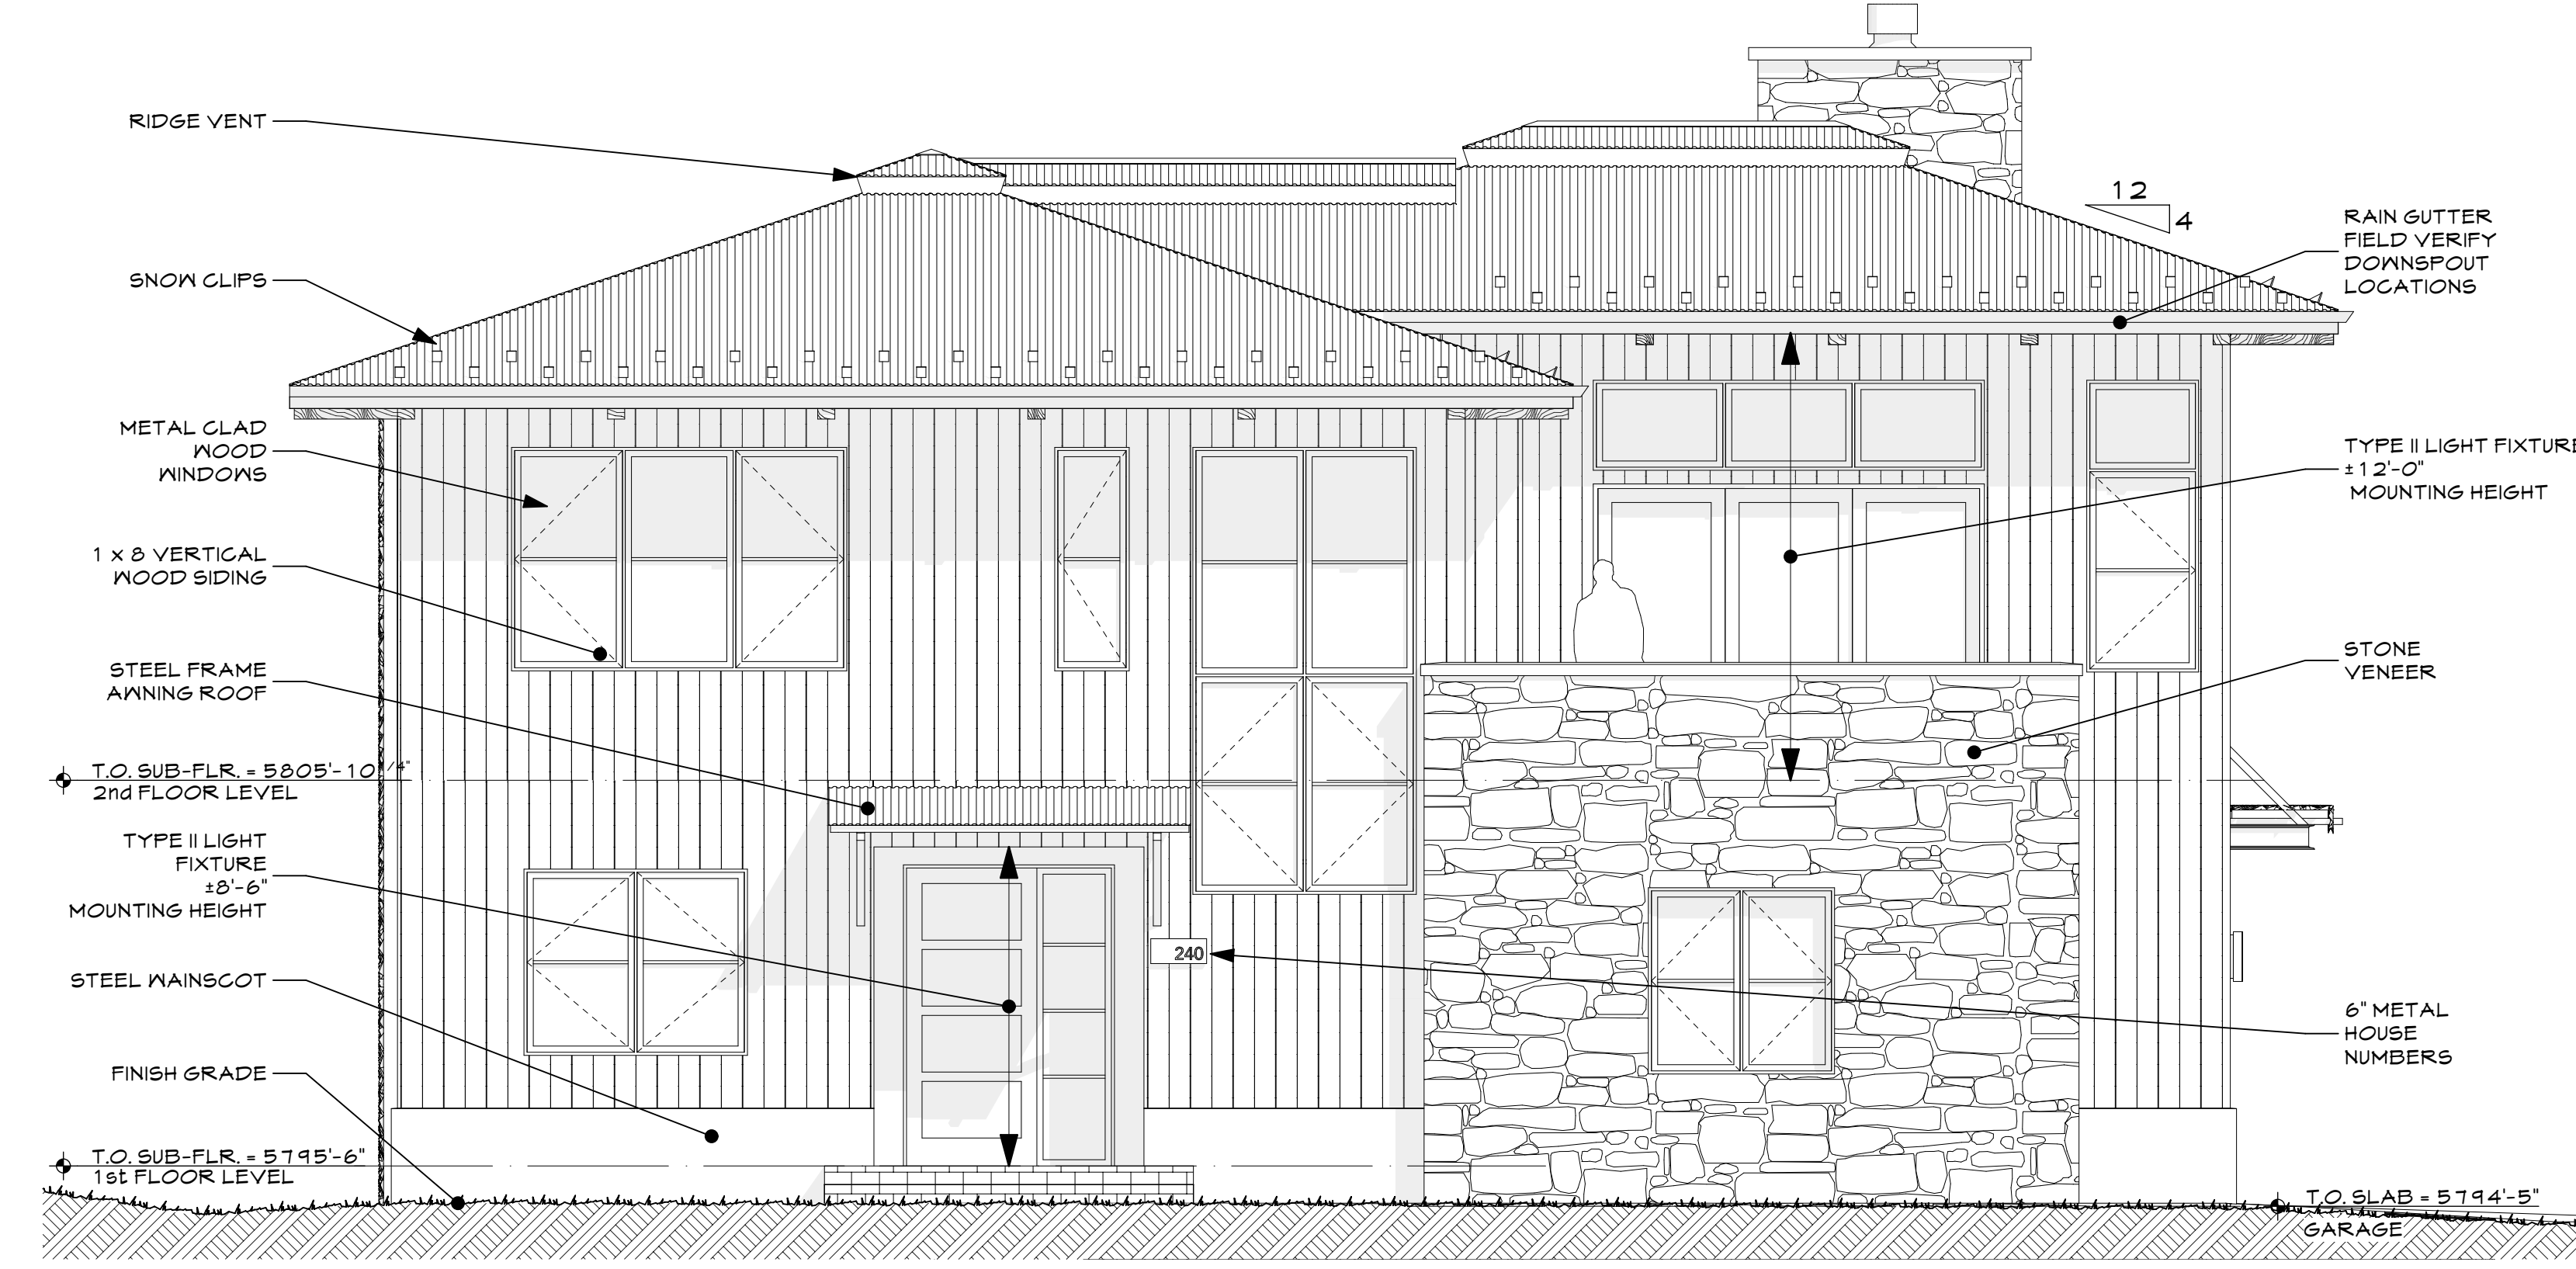 RIDGE VENT
SNOW CLIPS
METAL CLAD
WOOD
WINDOWS
1 x 8 VERTICAL
WOOD SIDING
STEEL FRAME
AWNING ROOF
T.O. SUB-FLR. = 5805'-10 1/4"
2nd FLOOR LEVEL
TYPE II LIGHT
FIXTURE
±8'-6"
MOUNTING HEIGHT
STEEL WAINSCOT
FINISH GRADE
T.O. SUB-FLR. = 5795'-6"
1st FLOOR LEVEL
240
12
4
RAIN GUTTER
FIELD VERIFY
DOWNSPOUT
LOCATIONS
TYPE II LIGHT FIXTURE
±12'-0"
MOUNTING HEIGHT
STONE
VENEER
6" METAL
HOUSE
NUMBERS
T.O. SLAB = 5794'-5"
GARAGE